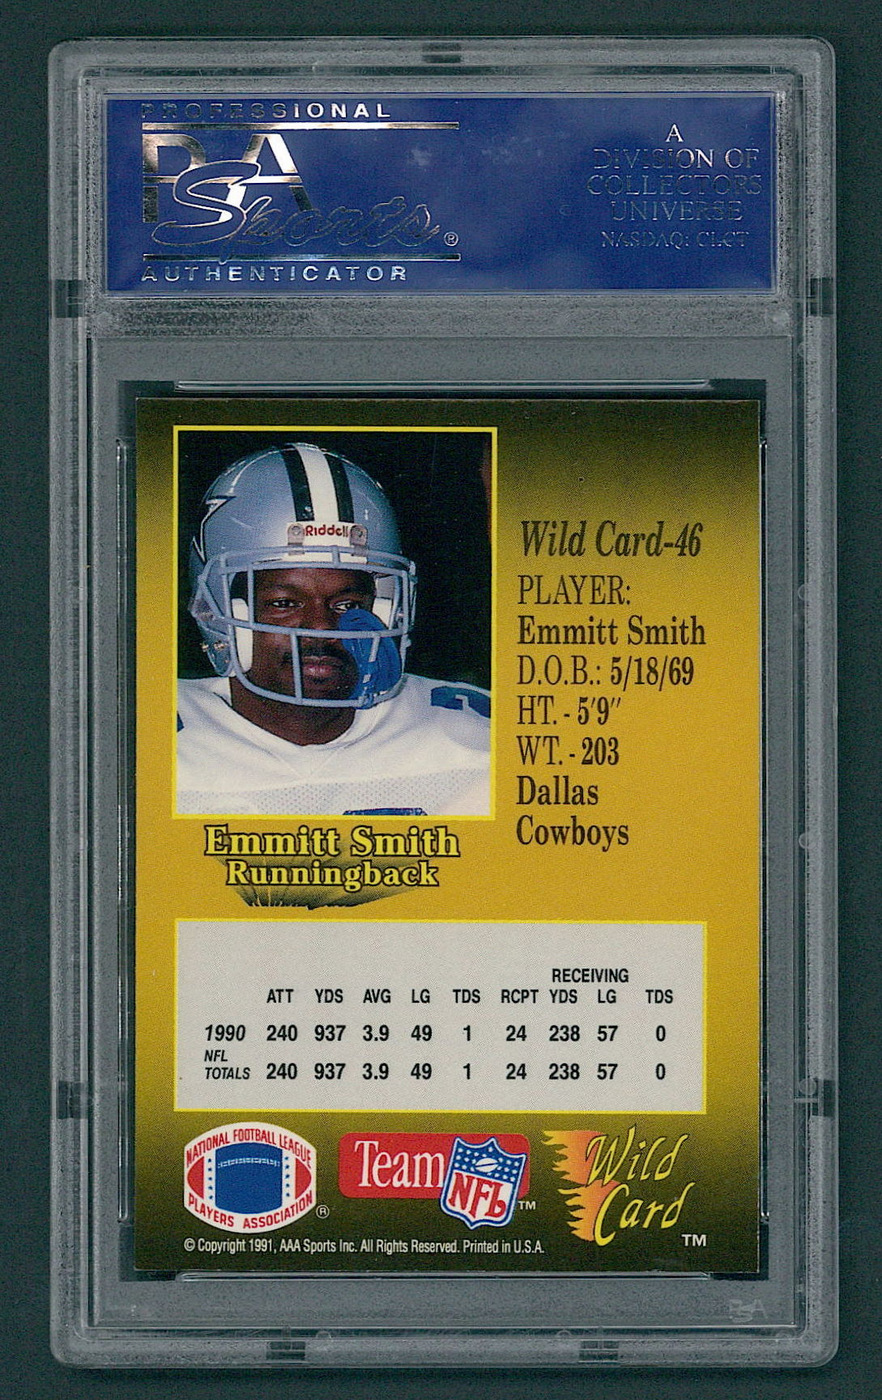 PROFESSIONAL
PSA
Sports®
AUTHENTICATOR
A
DIVISION OF
COLLECTORS
UNIVERSE
NASDAQ: CLCT
Riddell
Wild Card-46
PLAYER:
Emmitt Smith
D.O.B.: 5/18/69
HT. - 5'9"
WT. - 203
Dallas
Cowboys
Emmitt Smith
Runningback
RECEIVING
ATT YDS AVG LG TDS RCPT YDS LG TDS
1990 240 937 3.9 49 1 24 238 57 0
NFL
TOTALS 240 937 3.9 49 1 24 238 57 0
NATIONAL FOOTBALL LEAGUE
PLAYERS ASSOCIATION ®
Team
NFL ™
Wild
Card ™
© Copyright 1991, AAA Sports Inc. All Rights Reserved. Printed in U.S.A.
PSA